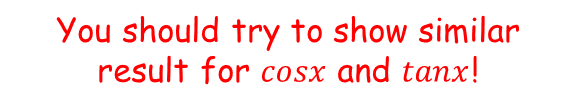 You should try to show similar
result for cosx and tanx!